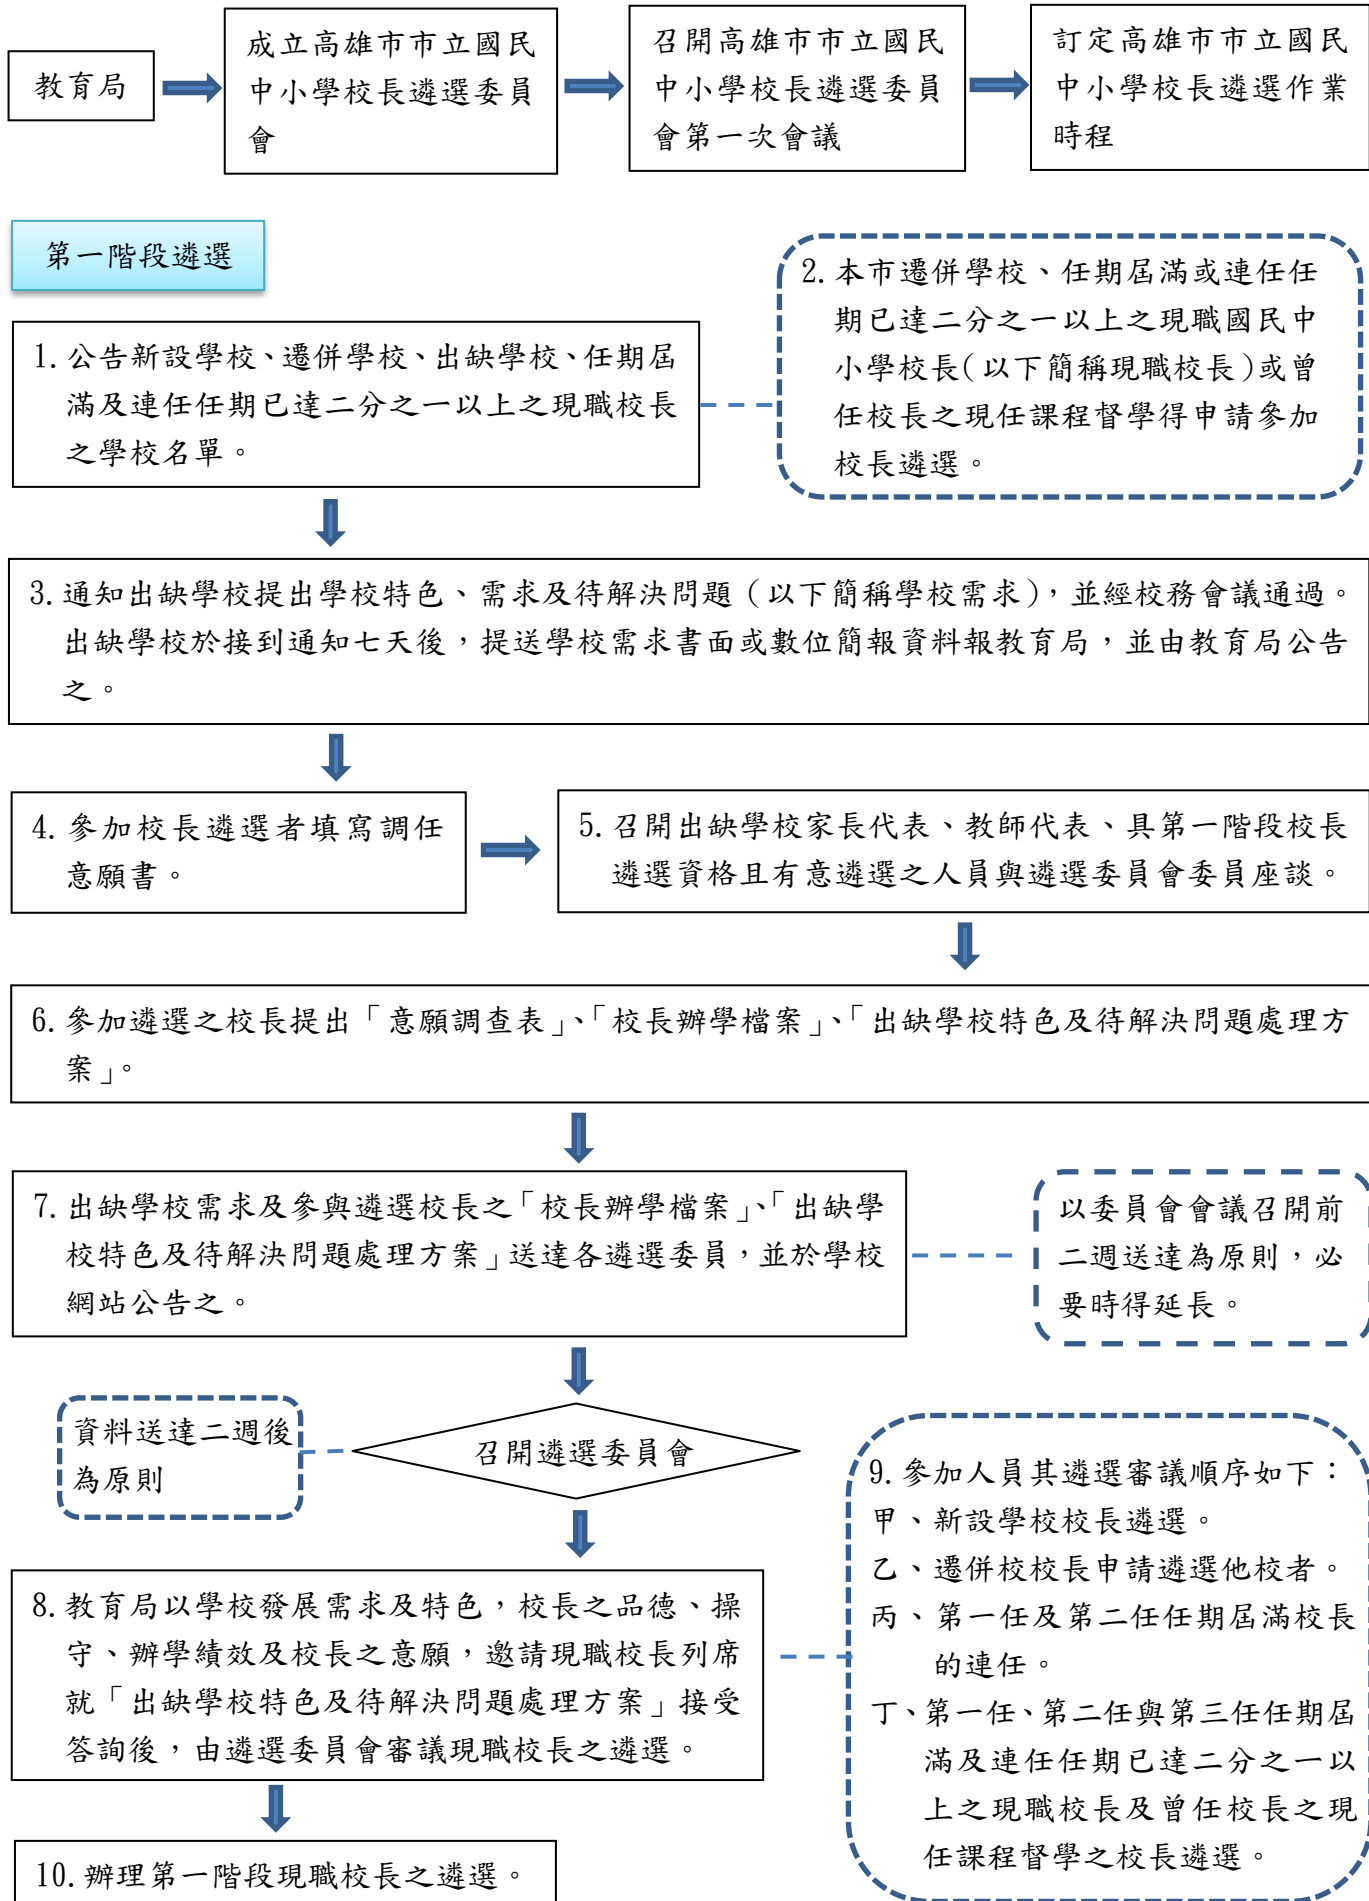 教育局
成立高雄市市立國民
中小學校長遴選委員
會
召開高雄市市立國民
中小學校長遴選委員
會第一次會議
訂定高雄市市立國民
中小學校長遴選作業
時程
第一階段遴選
1. 公告新設學校、遷併學校、出缺學校、任期屆
滿及連任任期已達二分之一以上之現職校長
之學校名單。
2. 本市遷併學校、任期屆滿或連任任
期已達二分之一以上之現職國民中
小學校長(以下簡稱現職校長)或曾
任校長之現任課程督學得申請參加
校長遴選。
3. 通知出缺學校提出學校特色、需求及待解決問題（以下簡稱學校需求），並經校務會議通過。
出缺學校於接到通知七天後，提送學校需求書面或數位簡報資料報教育局，並由教育局公告
之。
4. 參加校長遴選者填寫調任
意願書。
5. 召開出缺學校家長代表、教師代表、具第一階段校長
遴選資格且有意遴選之人員與遴選委員會委員座談。
6. 參加遴選之校長提出「意願調查表」、「校長辦學檔案」、「出缺學校特色及待解決問題處理方
案」。
7. 出缺學校需求及參與遴選校長之「校長辦學檔案」、「出缺學
校特色及待解決問題處理方案」送達各遴選委員，並於學校
網站公告之。
以委員會會議召開前
二週送達為原則，必
要時得延長。
資料送達二週後
為原則
召開遴選委員會
8. 教育局以學校發展需求及特色，校長之品德、操
守、辦學績效及校長之意願，邀請現職校長列席
就「出缺學校特色及待解決問題處理方案」接受
答詢後，由遴選委員會審議現職校長之遴選。
9. 參加人員其遴選審議順序如下：
甲、新設學校校長遴選。
乙、遷併校校長申請遴選他校者。
丙、第一任及第二任任期屆滿校長
的連任。
丁、第一任、第二任與第三任任期屆
滿及連任任期已達二分之一以
上之現職校長及曾任校長之現
任課程督學之校長遴選。
10. 辦理第一階段現職校長之遴選。